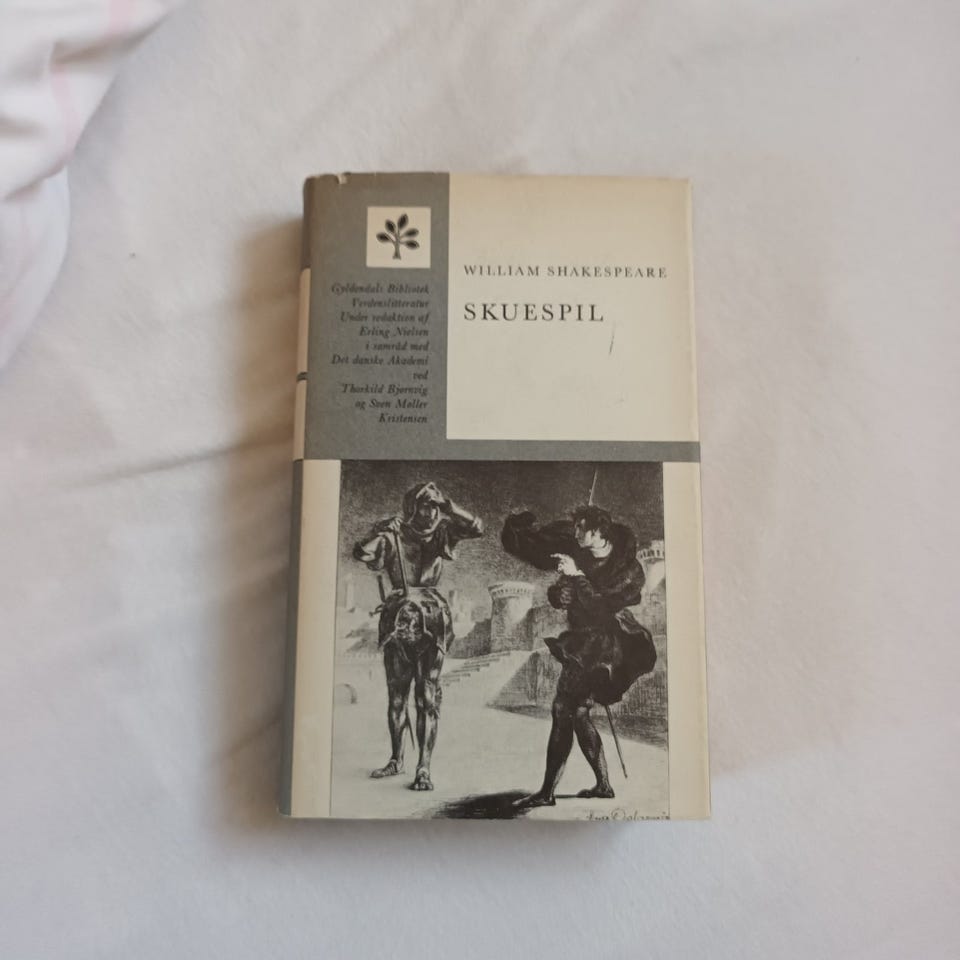 WILLIAM SHAKESPEARE
SKUESPIL
Gyldendals Bibliotek
Verdenslitteratur
Under redaktion af
Erling Nielsen
i samråd med
Det danske Akademi
ved
Thorkild Bjørnvig
og Sven Møller
Kristensen